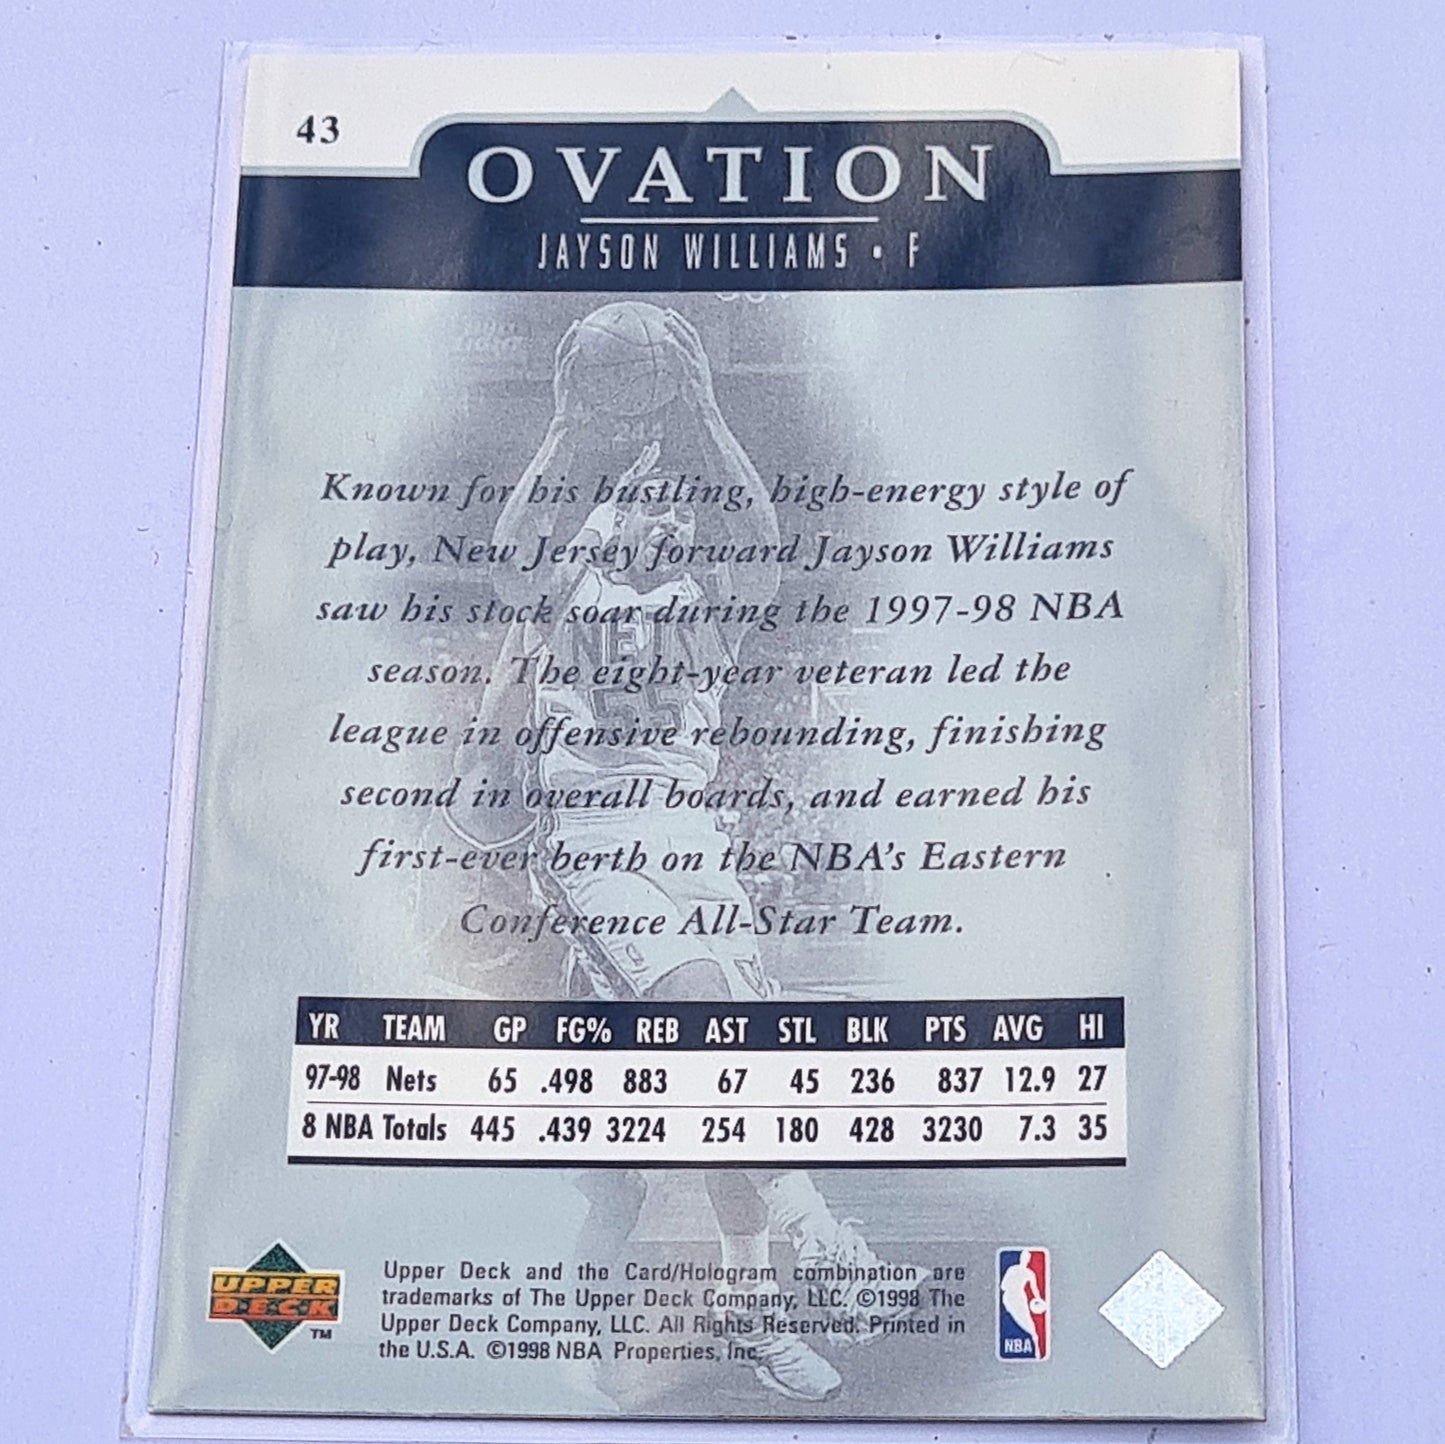 43
OVATION
JAYSON WILLIAMS • F
Known for his hustling, high-energy style of
play, New Jersey forward Jayson Williams
saw his stock soar during the 1997-98 NBA
season. The eight-year veteran led the
league in offensive rebounding, finishing
second in overall boards, and earned his
first-ever berth on the NBA's Eastern
Conference All-Star Team.
YR TEAM GP FG% REB AST STL BLK PTS AVG HI
97-98 Nets 65 .498 883 67 45 236 837 12.9 27
8 NBA Totals 445 .439 3224 254 180 428 3230 7.3 35
UPPER
DECK
TM
Upper Deck and the Card/Hologram combination are
trademarks of The Upper Deck Company, LLC. ©1998 The
Upper Deck Company, LLC. All Rights Reserved. Printed in
the U.S.A. ©1998 NBA Properties, Inc.
NBA